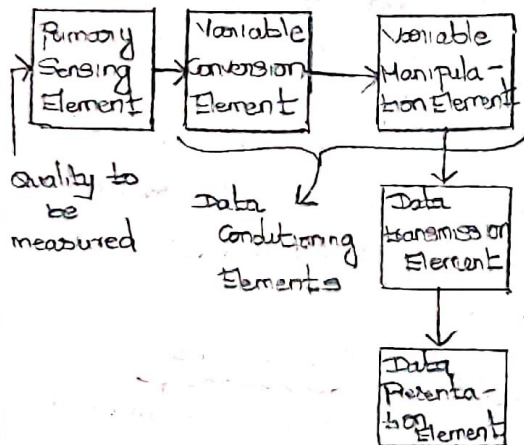 Primary
Sensing
Element
Variable
Conversion
Element
Variable
Manipula-
tion Element
Quality to
be
measured
Data
Conditioning
Elements
Data
transmission
Element
Data
Presenta-
tion Element